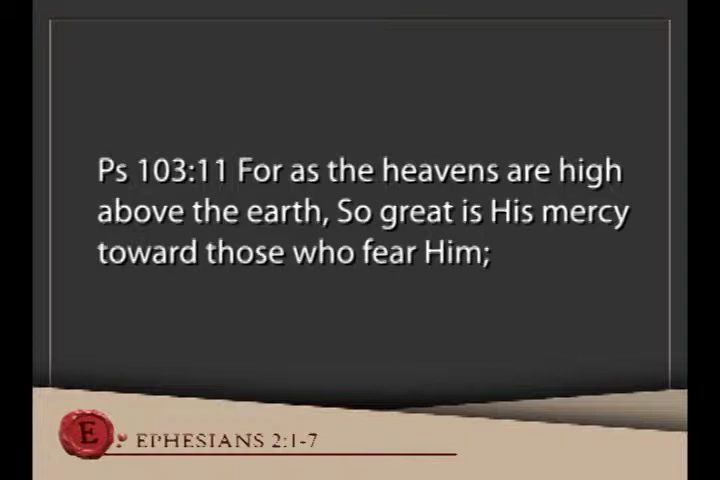 Ps 103:11 For as the heavens are high
above the earth, So great is His mercy
toward those who fear Him;
E
EPHESIANS 2:1-7